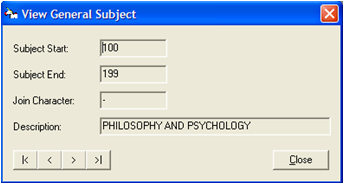 View General Subject
Subject Start: 100
Subject End: 199
Join Character: -
Description: PHILOSOPHY AND PSYCHOLOGY
Close